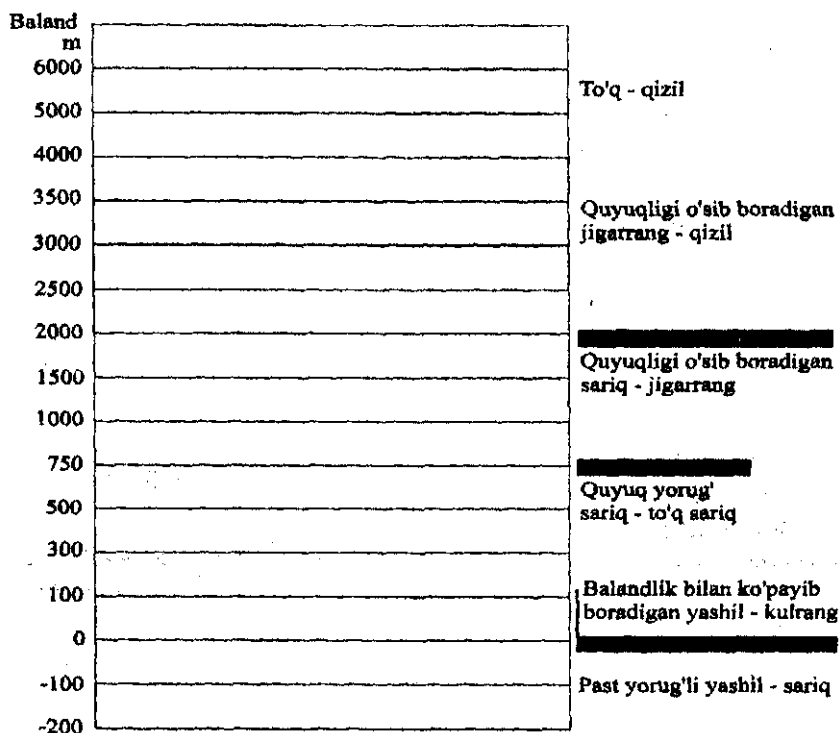 Baland
m
6000
To'q - qizil
5000
4000
3500
Quyuqligi o'sib boradigan
jigarrang - qizil
3000
2500
2000
Quyuqligi o'sib boradigan
sariq - jigarrang
1500
1000
750
Quyuq yorug'
sariq - to'q sariq
500
300
Balandlik bilan ko'payib
boradigan yashil - kulrang
100
0
-100
Past yorug'li yashil - sariq
-200